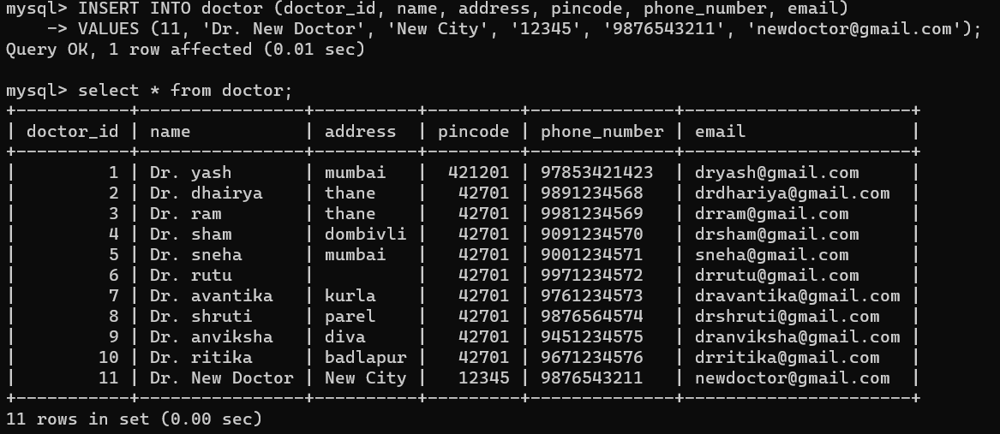 mysql> INSERT INTO doctor (doctor_id, name, address, pincode, phone_number, email)
    -> VALUES (11, 'Dr. New Doctor', 'New City', '12345', '9876543211', 'newdoctor@gmail.com');
Query OK, 1 row affected (0.01 sec)

mysql> select * from doctor;
+-----------+----------------+----------+---------+--------------+----------------------+
| doctor_id | name           | address  | pincode | phone_number | email                |
+-----------+----------------+----------+---------+--------------+----------------------+
|         1 | Dr. yash       | mumbai   |  421201 | 97853421423  | dryash@gmail.com     |
|         2 | Dr. dhairya    | thane    |   42701 | 9891234568   | drdhariya@gmail.com  |
|         3 | Dr. ram        | thane    |   42701 | 9981234569   | drram@gmail.com      |
|         4 | Dr. sham       | dombivli |   42701 | 9091234570   | drsham@gmail.com     |
|         5 | Dr. sneha      | mumbai   |   42701 | 9001234571   | sneha@gmail.com      |
|         6 | Dr. rutu       |          |   42701 | 9971234572   | drrutu@gmail.com     |
|         7 | Dr. avantika   | kurla    |   42701 | 9761234573   | dravantika@gmail.com |
|         8 | Dr. shruti     | parel    |   42701 | 9876564574   | drshruti@gmail.com   |
|         9 | Dr. anviksha   | diva     |   42701 | 9451234575   | dranviksha@gmail.com |
|        10 | Dr. ritika     | badlapur |   42701 | 9671234576   | drritika@gmail.com   |
|        11 | Dr. New Doctor | New City |   12345 | 9876543211   | newdoctor@gmail.com  |
+-----------+----------------+----------+---------+--------------+----------------------+
11 rows in set (0.00 sec)